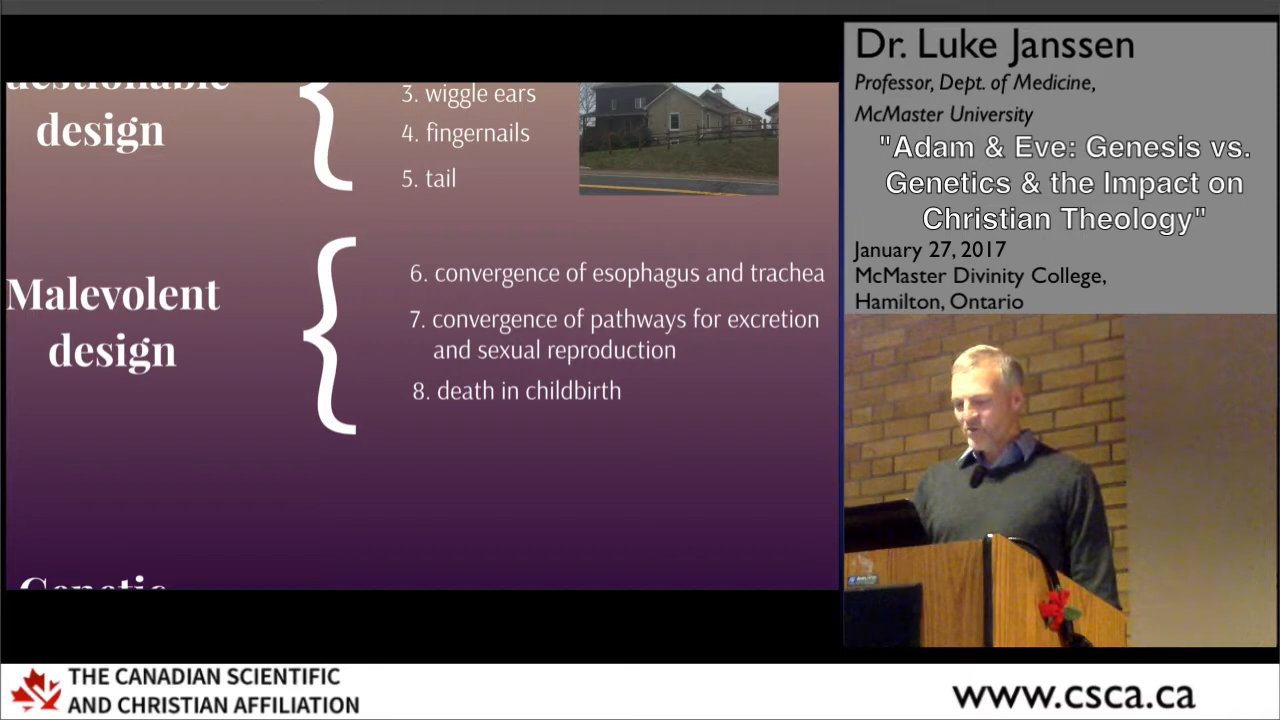 design
3. wiggle ears
4. fingernails
5. tail
Malevolent
design
6. convergence of esophagus and trachea
7. convergence of pathways for excretion
and sexual reproduction
8. death in childbirth
Genetic
Dr. Luke Janssen
Professor, Dept. of Medicine,
McMaster University
"Adam & Eve: Genesis vs.
Genetics & the Impact on
Christian Theology"
January 27, 2017
McMaster Divinity College,
Hamilton, Ontario
THE CANADIAN SCIENTIFIC
AND CHRISTIAN AFFILIATION
www.csca.ca